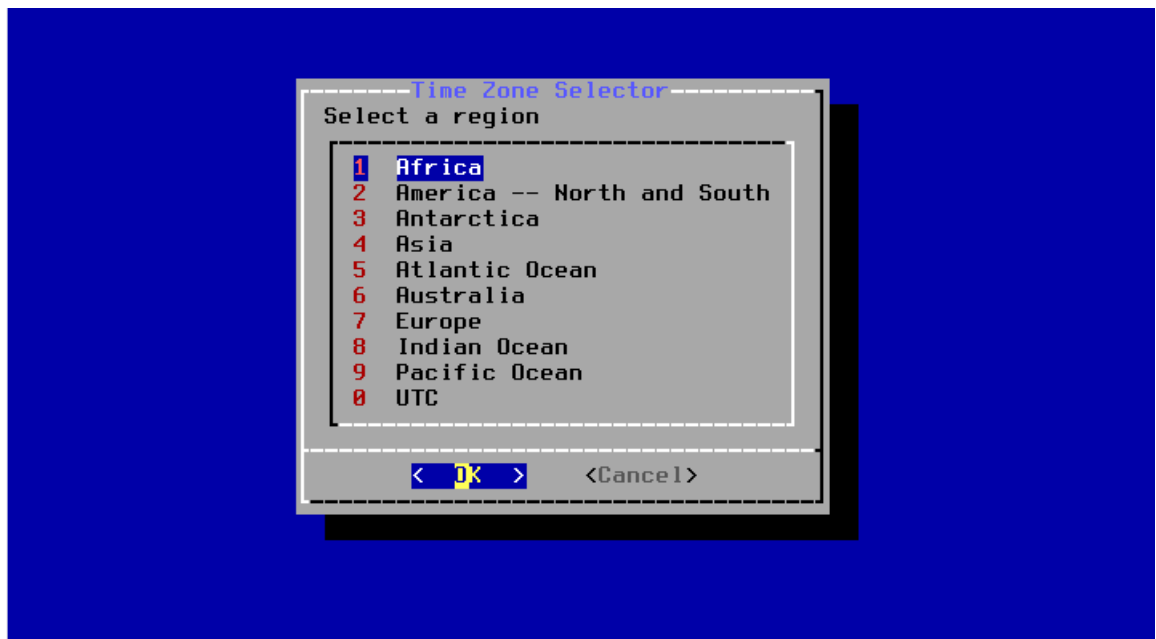 Time Zone Selector
Select a region
1 Africa
2 America -- North and South
3 Antarctica
4 Asia
5 Atlantic Ocean
6 Australia
7 Europe
8 Indian Ocean
9 Pacific Ocean
0 UTC
< OK > <Cancel>